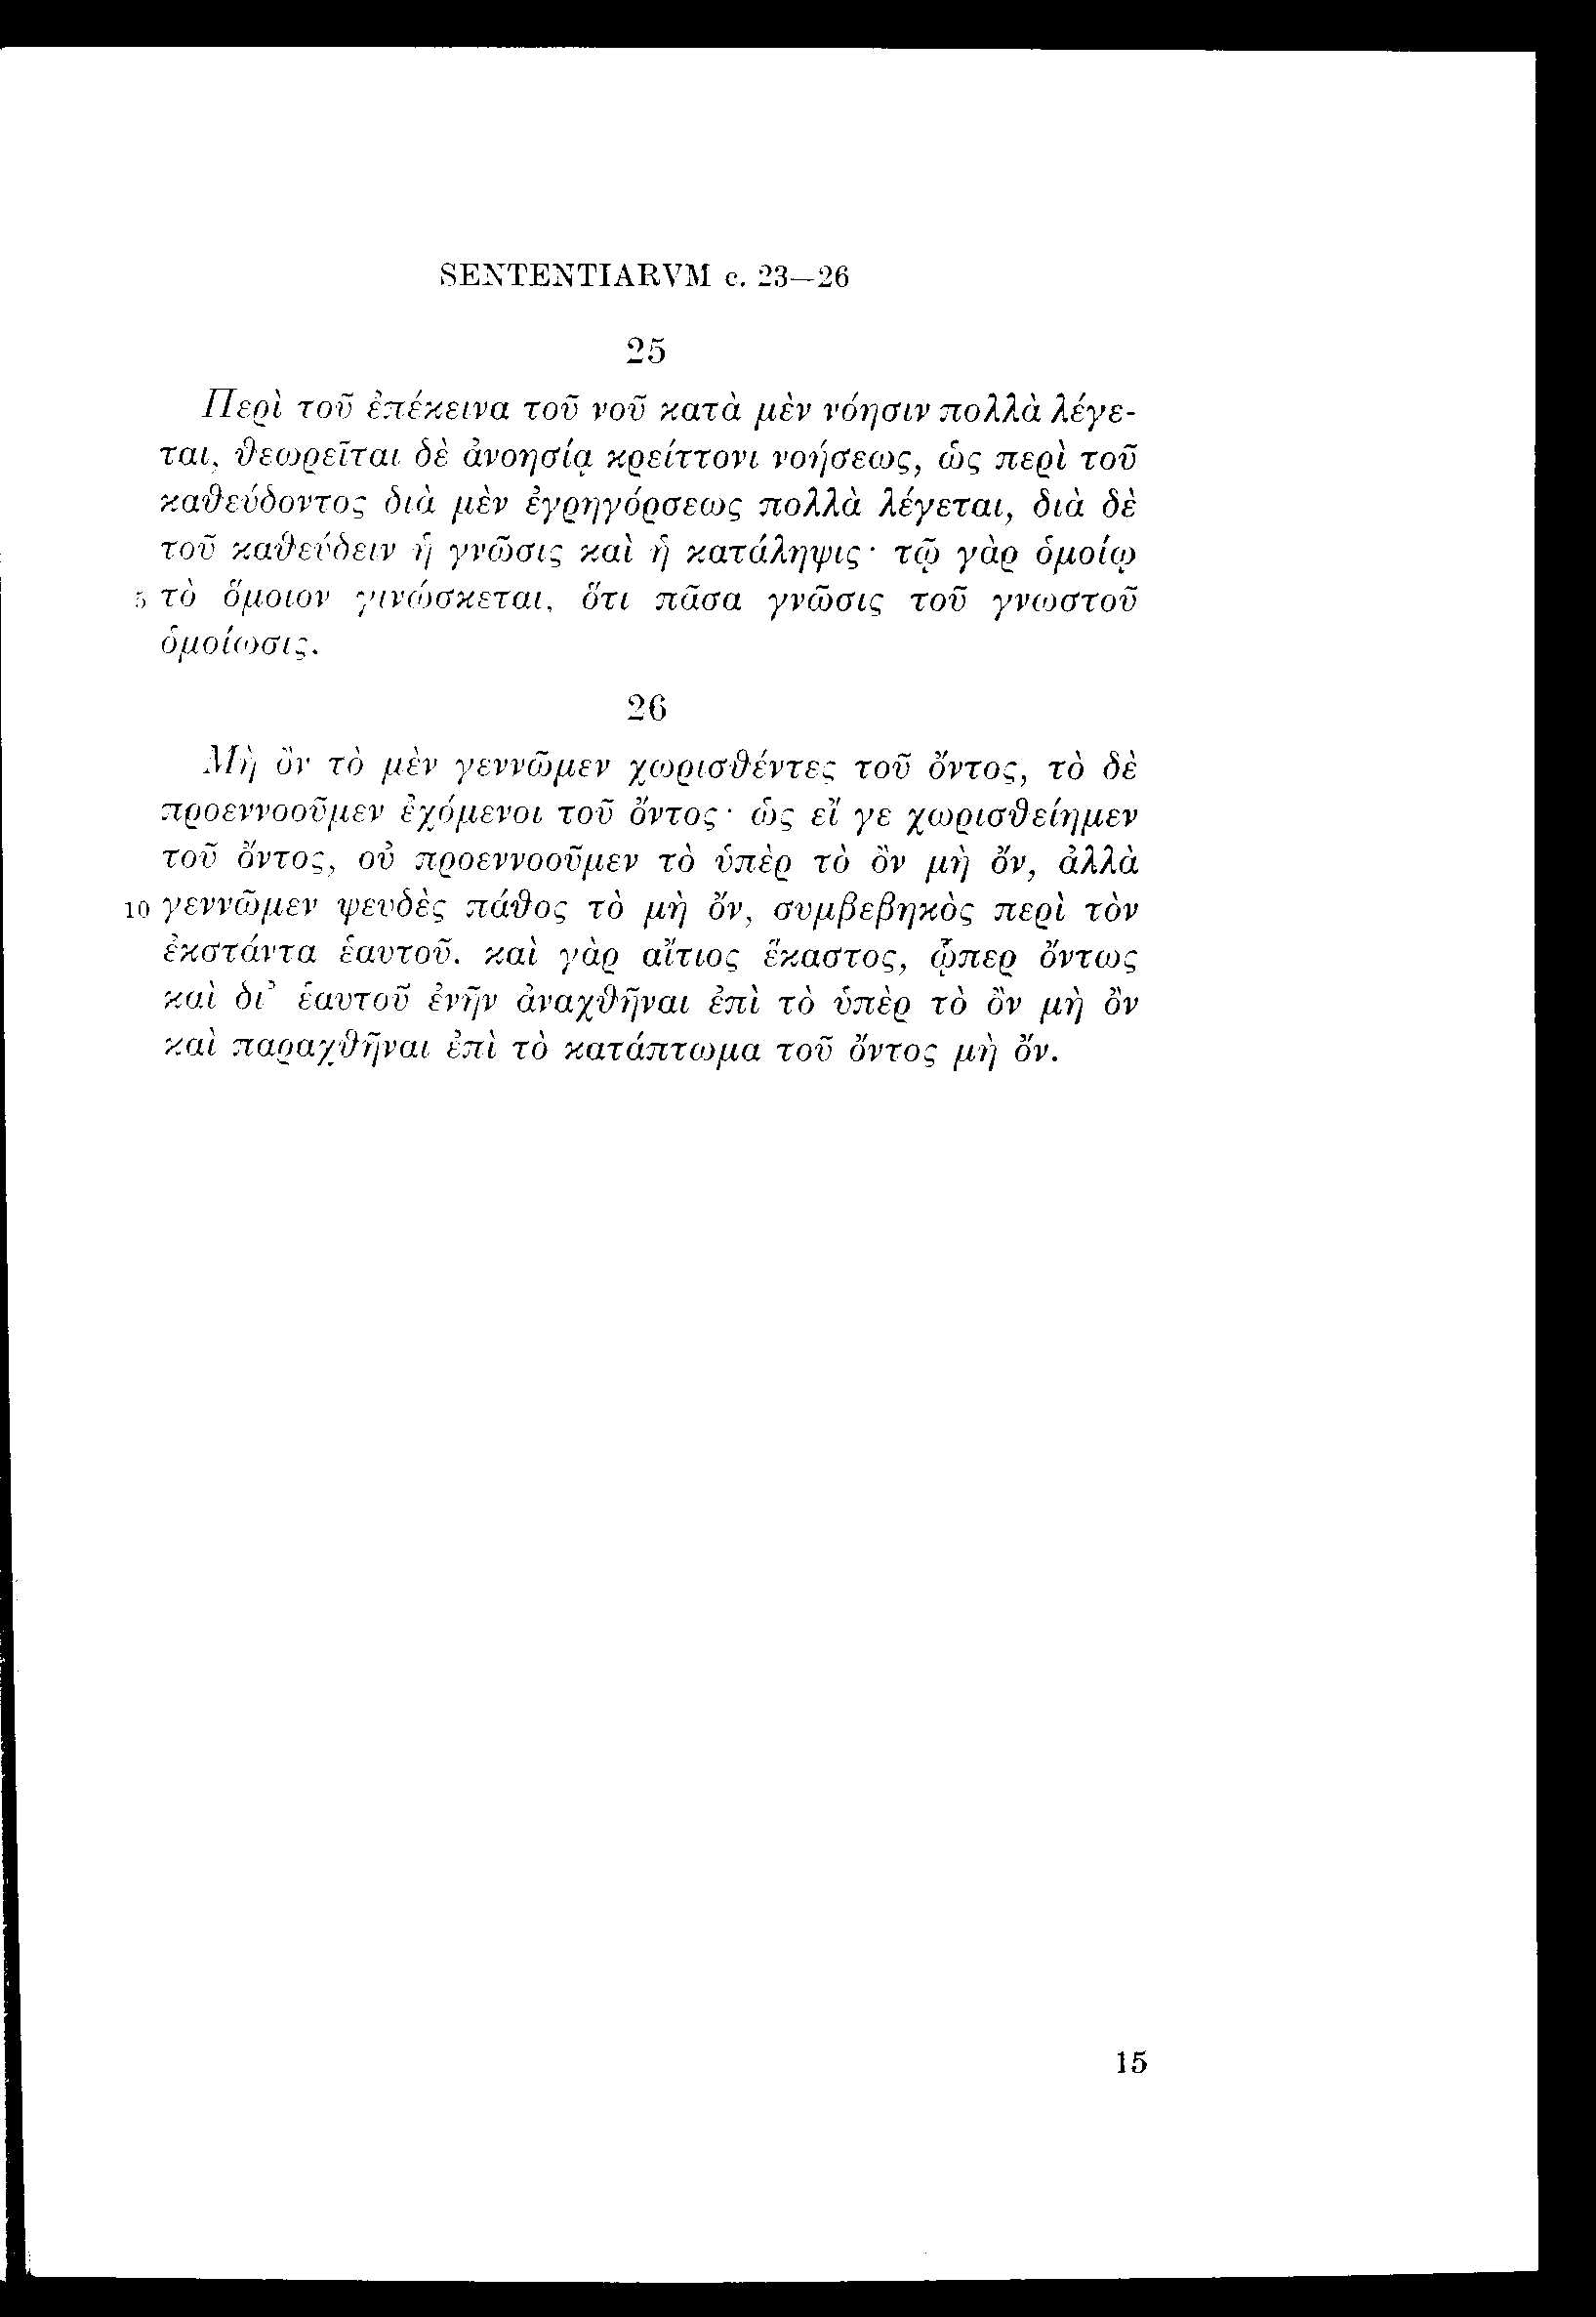 SENTENTIARVM c. 23—26
25
Περὶ τοῦ ἐπέκεινα τοῦ νοῦ κατὰ μὲν νόησιν πολλὰ λέγε-
ται, θεωρεῖται δὲ ἀνοησίᾳ κρείττονι νοήσεως, ὡς περὶ τοῦ
καθεύδοντος διὰ μὲν ἐγρηγόρσεως πολλὰ λέγεται, διὰ δὲ
τοῦ καθεύδειν ἡ γνῶσις καὶ ἡ κατάληψις· τῷ γὰρ ὁμοίῳ
5 τὸ ὅμοιον γινώσκεται, ὅτι πᾶσα γνῶσις τοῦ γνωστοῦ
ὁμοίωσις.
26
Μὴ ὂν τὸ μὲν γεννῶμεν χωρισθέντες τοῦ ὄντος, τὸ δὲ
προεννοοῦμεν ἐχόμενοι τοῦ ὄντος· ὡς εἴ γε χωρισθείημεν
τοῦ ὄντος, οὐ προεννοοῦμεν τὸ ὑπὲρ τὸ ὂν μὴ ὄν, ἀλλὰ
10 γεννῶμεν ψευδὲς πάθος τὸ μὴ ὄν, συμβεβηκὸς περὶ τὸν
ἐκστάντα ἑαυτοῦ. καὶ γὰρ αἴτιος ἕκαστος, ᾧπερ ὄντως
καὶ δι’ ἑαυτοῦ ἐνῆν ἀναχθῆναι ἐπὶ τὸ ὑπὲρ τὸ ὂν μὴ ὂν
καὶ παραχθῆναι ἐπὶ τὸ κατάπτωμα τοῦ ὄντος μὴ ὄν.
15